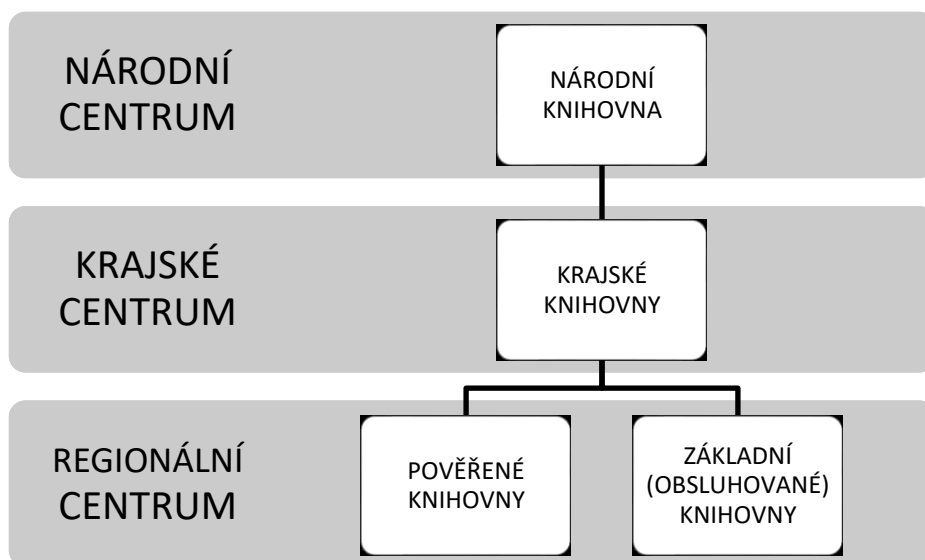 NÁRODNÍ
CENTRUM
NÁRODNÍ
KNIHOVNA
KRAJSKÉ
CENTRUM
KRAJSKÉ
KNIHOVNY
REGIONÁLNÍ
CENTRUM
POVĚŘENÉ
KNIHOVNY
ZÁKLADNÍ
(OBSLUHOVANÉ)
KNIHOVNY